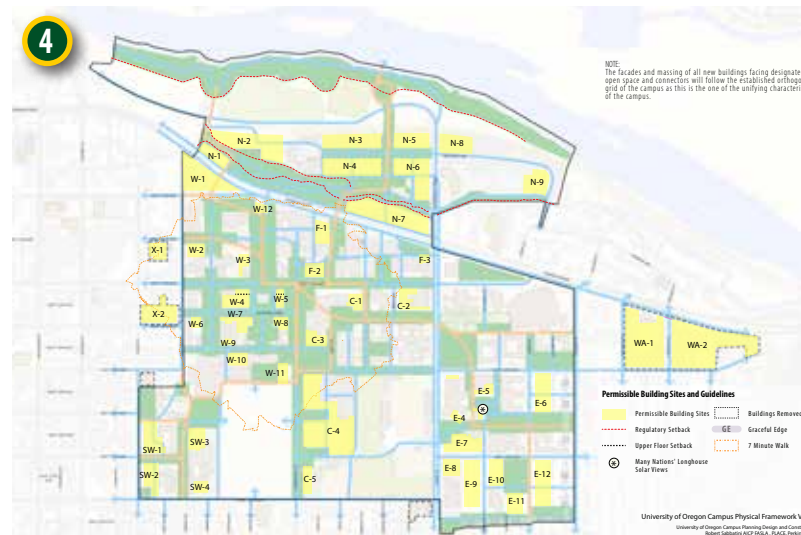 4
NOTE:
The facades and massing of all new buildings facing designate
open space and connectors will follow the established orthogo
grid of the campus as this is the one of the unifying characteri
of the campus.
N-1
N-2
N-3
N-4
N-5
N-6
N-7
N-8
N-9
W-1
W-12
X-1
W-2
W-3
F-1
F-2
F-3
X-2
W-4
W-5
W-6
W-7
W-8
W-9
W-10
W-11
C-1
C-2
C-3
C-4
C-5
WA-1
WA-2
E-4
E-5
E-6
E-7
E-8
E-9
E-10
E-11
E-12
SW-1
SW-2
SW-3
SW-4
Permissible Building Sites and Guidelines
Permissible Building Sites
Buildings Removed
Regulatory Setback
GE
Graceful Edge
Upper Floor Setback
7 Minute Walk
Many Nations' Longhouse
Solar Views
University of Oregon Campus Physical Framework V
University of Oregon Campus Planning Design and Const
Robert Sabbatini AICP FASLA , PLACE, Perkin